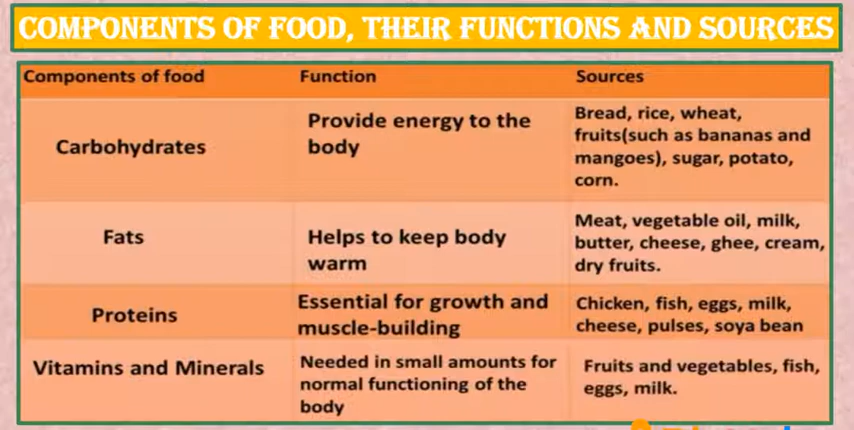 COMPONENTS OF FOOD, THEIR FUNCTIONS AND SOURCES
Components of food Function Sources
Carbohydrates
Provide energy to the
body
Bread, rice, wheat,
fruits(such as bananas and
mangoes), sugar, potato,
corn.
Fats
Helps to keep body
warm
Meat, vegetable oil, milk,
butter, cheese, ghee, cream,
dry fruits.
Proteins
Essential for growth and
muscle-building
Chicken, fish, eggs, milk,
cheese, pulses, soya bean
Vitamins and Minerals
Needed in small amounts for
normal functioning of the
body
Fruits and vegetables, fish,
eggs, milk.